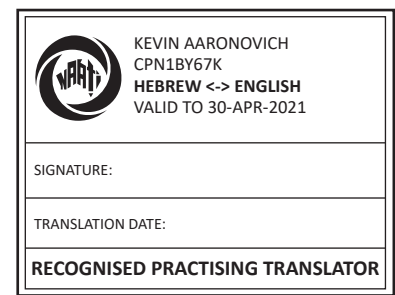 NAATI
KEVIN AARONOVICH
CPN1BY67K
HEBREW <-> ENGLISH
VALID TO 30-APR-2021
SIGNATURE:
TRANSLATION DATE:
RECOGNISED PRACTISING TRANSLATOR